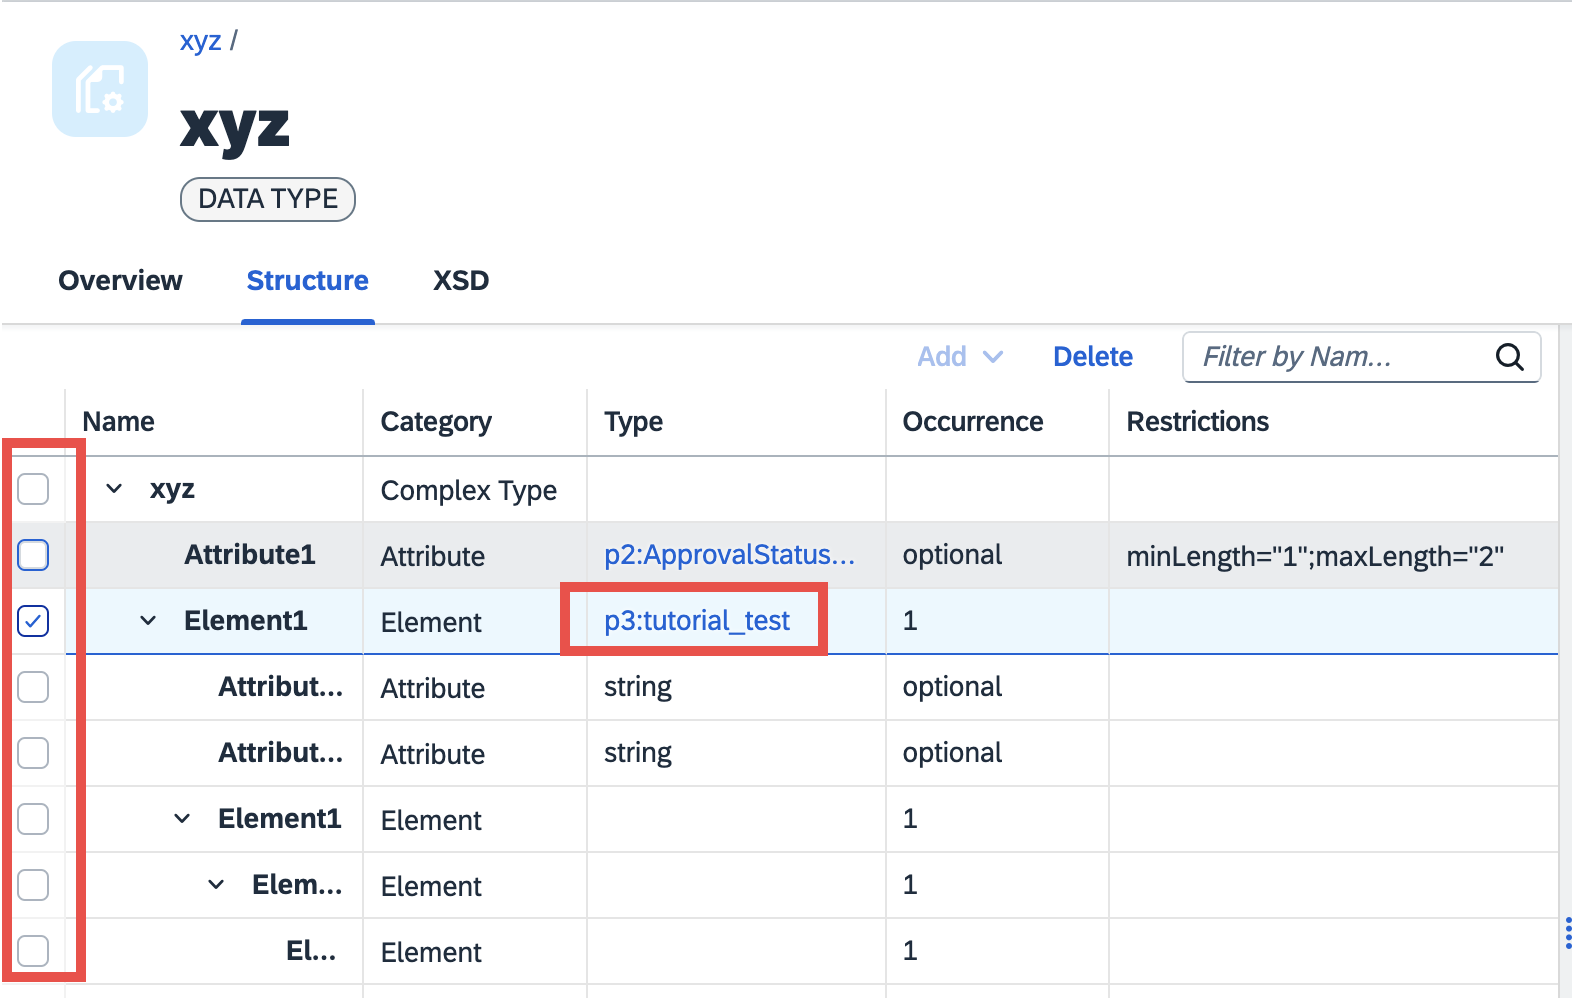 xyz /
xyz
DATA TYPE
Overview Structure XSD
Add Delete Filter by Nam...
Name Category Type Occurrence Restrictions
xyz Complex Type
Attribute1 Attribute p2:ApprovalStatus... optional minLength="1";maxLength="2"
Element1 Element p3:tutorial_test 1
Attribut... Attribute string optional
Attribut... Attribute string optional
Element1 Element 1
Elem... Element 1
El... Element 1